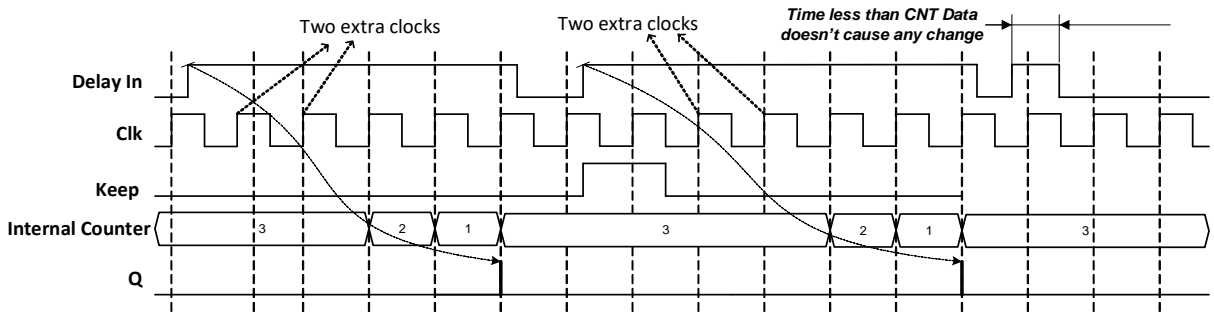 Two extra clocks
Two extra clocks
Time less than CNT Data
doesn't cause any change
Delay In
Clk
Keep
Internal Counter
3
2
1
3
2
1
3
Q